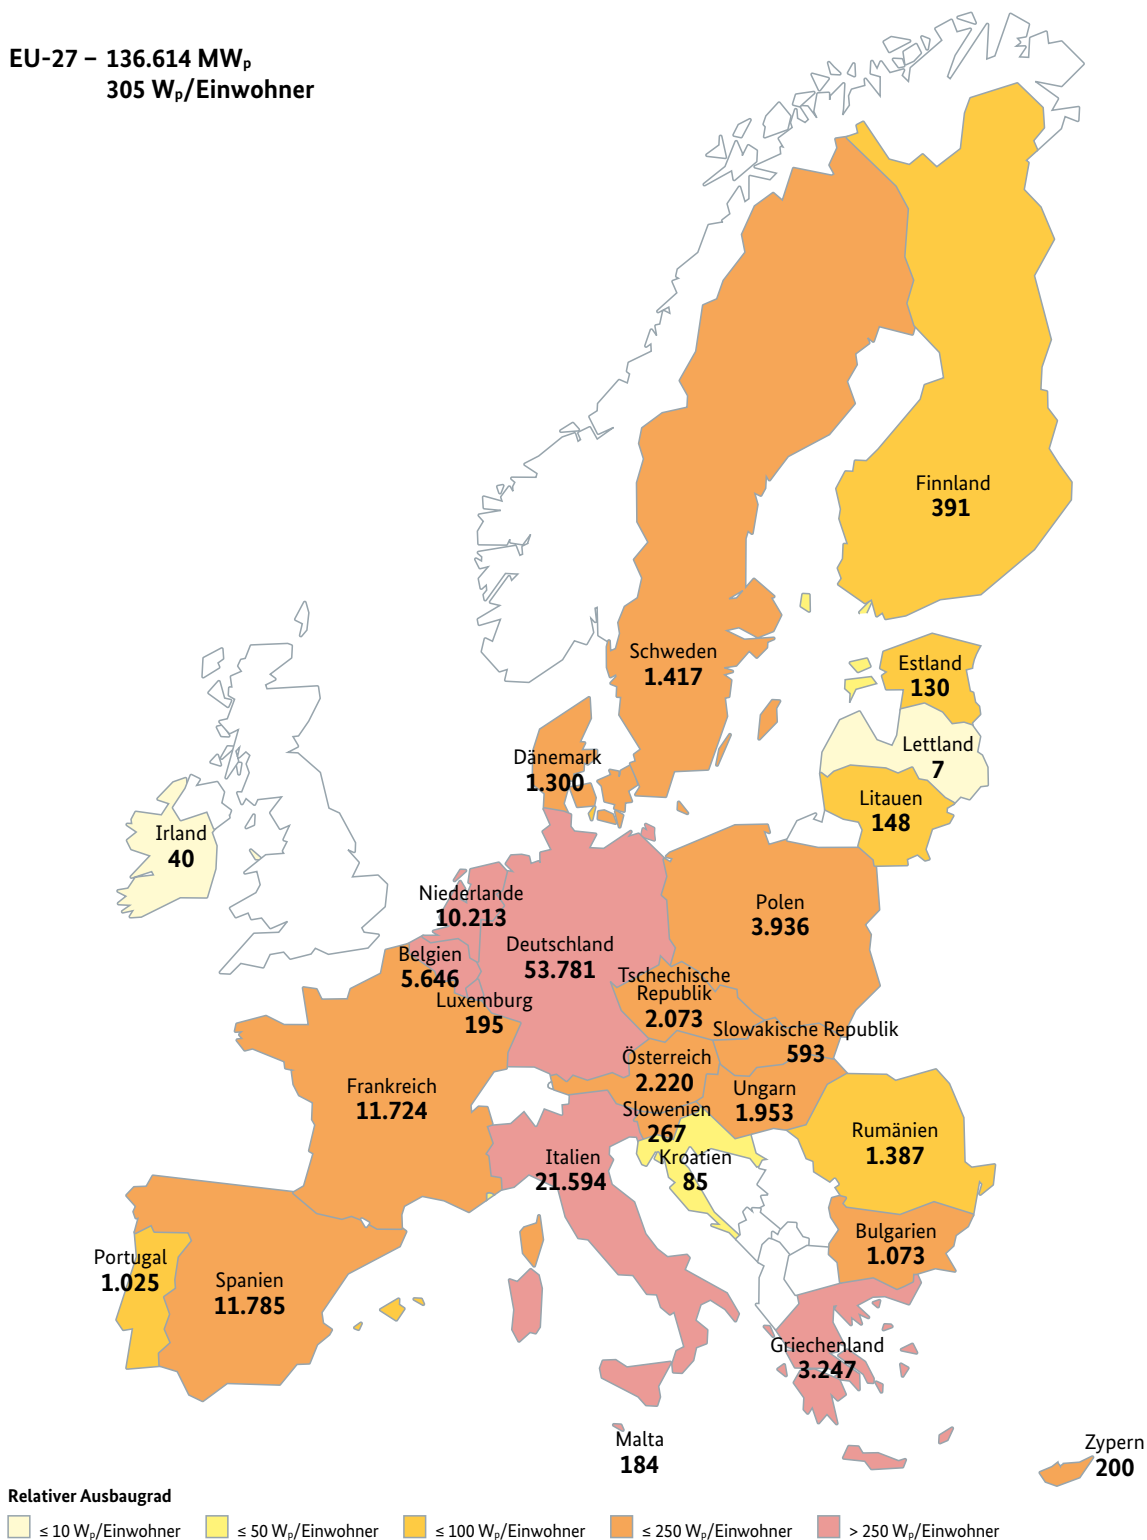 EU-27 – 136.614 MWₚ
305 Wₚ/Einwohner
Finnland
391
Schweden
1.417
Estland
130
Lettland
7
Dänemark
1.300
Litauen
148
Irland
40
Niederlande
10.213
Polen
3.936
Deutschland
53.781
Belgien
5.646
Tschechische
Republik
2.073
Luxemburg
195
Slowakische Republik
593
Österreich
2.220
Frankreich
11.724
Ungarn
1.953
Slowenien
267
Rumänien
1.387
Italien
21.594
Kroatien
85
Bulgarien
1.073
Portugal
1.025
Spanien
11.785
Griechenland
3.247
Malta
184
Zypern
200
Relativer Ausbaugrad
≤ 10 Wₚ/Einwohner ≤ 50 Wₚ/Einwohner ≤ 100 Wₚ/Einwohner ≤ 250 Wₚ/Einwohner > 250 Wₚ/Einwohner